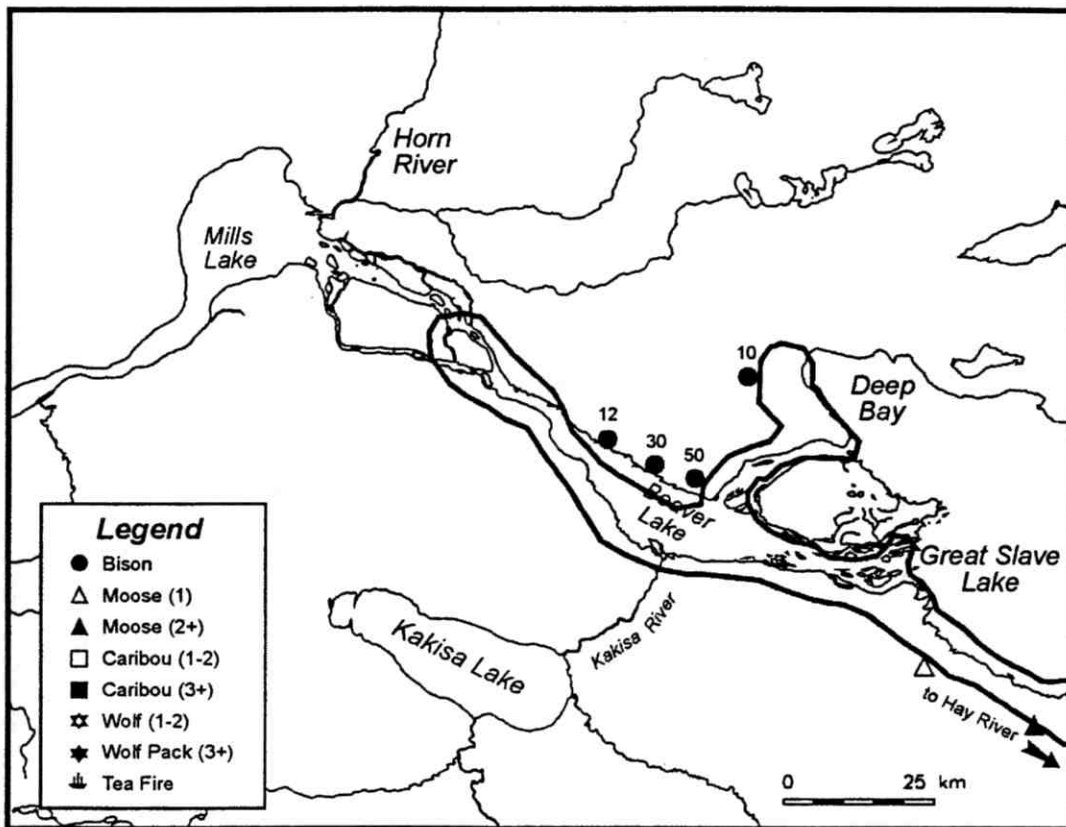 Horn
River
Mills
Lake
10
Deep
Bay
12
30
50
Beaver
Lake
Great Slave
Lake
Legend
Bison
Moose (1)
Moose (2+)
Caribou (1-2)
Caribou (3+)
Wolf (1-2)
Wolf Pack (3+)
Tea Fire
Kakisa Lake
Kakisa River
to Hay River
0 25 km